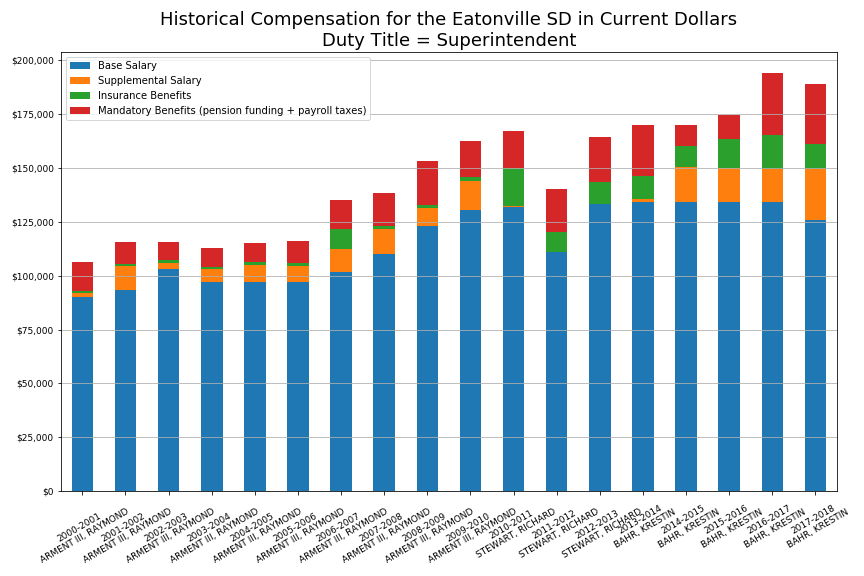 Historical Compensation for the Eatonville SD in Current Dollars
Duty Title = Superintendent
Base Salary
Supplemental Salary
Insurance Benefits
Mandatory Benefits (pension funding + payroll taxes)
$200,000
$175,000
$150,000
$125,000
$100,000
$75,000
$50,000
$25,000
$0
2000-2001
ARMENT III, RAYMOND
2001-2002
ARMENT III, RAYMOND
2002-2003
ARMENT III, RAYMOND
2003-2004
ARMENT III, RAYMOND
2004-2005
ARMENT III, RAYMOND
2005-2006
ARMENT III, RAYMOND
2006-2007
ARMENT III, RAYMOND
2007-2008
ARMENT III, RAYMOND
2008-2009
ARMENT III, RAYMOND
2009-2010
ARMENT III, RAYMOND
2010-2011
STEWART, RICHARD
2011-2012
STEWART, RICHARD
2012-2013
STEWART, RICHARD
2013-2014
BAHR, KRESTIN
2014-2015
BAHR, KRESTIN
2015-2016
BAHR, KRESTIN
2016-2017
BAHR, KRESTIN
2017-2018
BAHR, KRESTIN